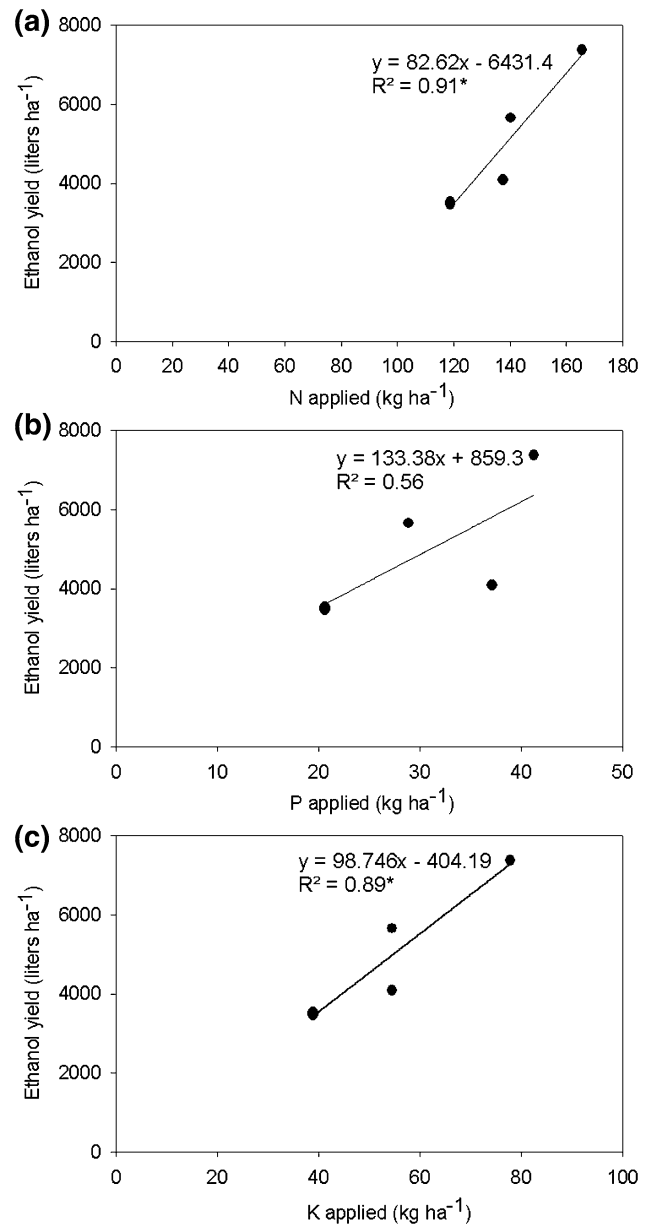 (a)
8000
6000
4000
2000
0
Ethanol yield (liters ha⁻¹)
y = 82.62x - 6431.4
R² = 0.91*
0 20 40 60 80 100 120 140 160 180
N applied (kg ha⁻¹)
(b)
8000
6000
4000
2000
0
Ethanol yield (liters ha⁻¹)
y = 133.38x + 859.3
R² = 0.56
0 10 20 30 40 50
P applied (kg ha⁻¹)
(c)
8000
6000
4000
2000
0
Ethanol yield (liters ha⁻¹)
y = 98.746x - 404.19
R² = 0.89*
0 20 40 60 80 100
K applied (kg ha⁻¹)